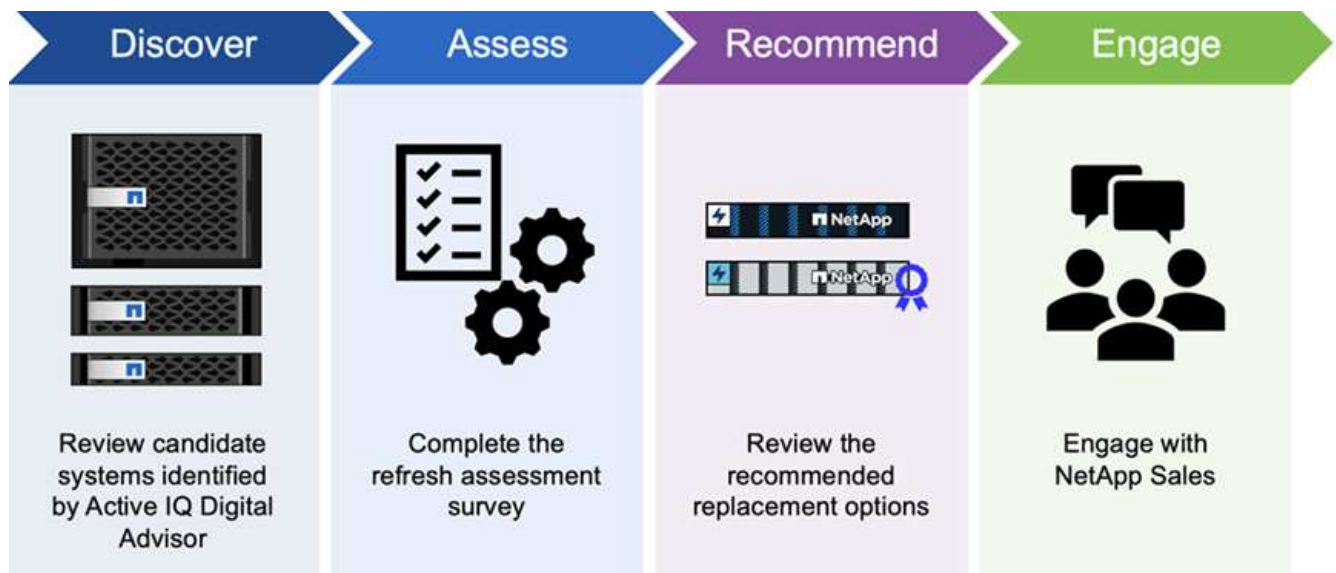 Discover
Assess
Recommend
Engage
NetApp
NetApp
Review candidate
systems identified
by Active IQ Digital
Advisor
Complete the
refresh assessment
survey
Review the
recommended
replacement options
Engage with
NetApp Sales